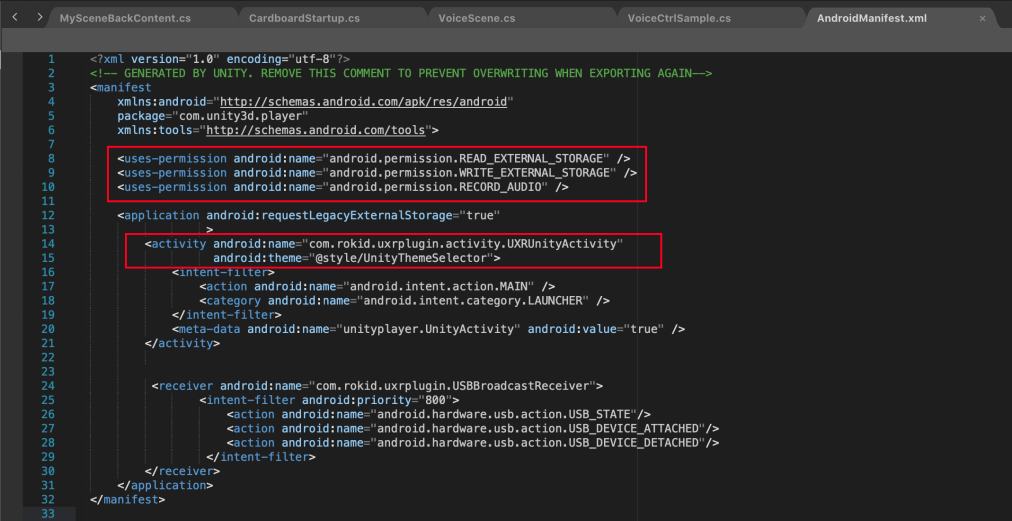 MySceneBackContent.cs
CardboardStartup.cs
VoiceScene.cs
VoiceCtrlSample.cs
AndroidManifest.xml
1 <?xml version="1.0" encoding="utf-8"?>
2 <!-- GENERATED BY UNITY. REMOVE THIS COMMENT TO PREVENT OVERWRITING WHEN EXPORTING AGAIN-->
3 <manifest
4 xmlns:android="http://schemas.android.com/apk/res/android"
5 package="com.unity3d.player"
6 xmlns:tools="http://schemas.android.com/tools">
7
8 <uses-permission android:name="android.permission.READ_EXTERNAL_STORAGE" />
9 <uses-permission android:name="android.permission.WRITE_EXTERNAL_STORAGE" />
10 <uses-permission android:name="android.permission.RECORD_AUDIO" />
11
12 <application android:requestLegacyExternalStorage="true"
13 >
14 <activity android:name="com.rokid.uxrplugin.activity.UXRUnityActivity"
15 android:theme="@style/UnityThemeSelector">
16 <intent-filter>
17 <action android:name="android.intent.action.MAIN" />
18 <category android:name="android.intent.category.LAUNCHER" />
19 </intent-filter>
20 <meta-data android:name="unityplayer.UnityActivity" android:value="true" />
21 </activity>
22
23
24 <receiver android:name="com.rokid.uxrplugin.USBBroadcastReceiver">
25 <intent-filter android:priority="800">
26 <action android:name="android.hardware.usb.action.USB_STATE"/>
27 <action android:name="android.hardware.usb.action.USB_DEVICE_ATTACHED"/>
28 <action android:name="android.hardware.usb.action.USB_DEVICE_DETACHED"/>
29 </intent-filter>
30 </receiver>
31 </application>
32 </manifest>
33